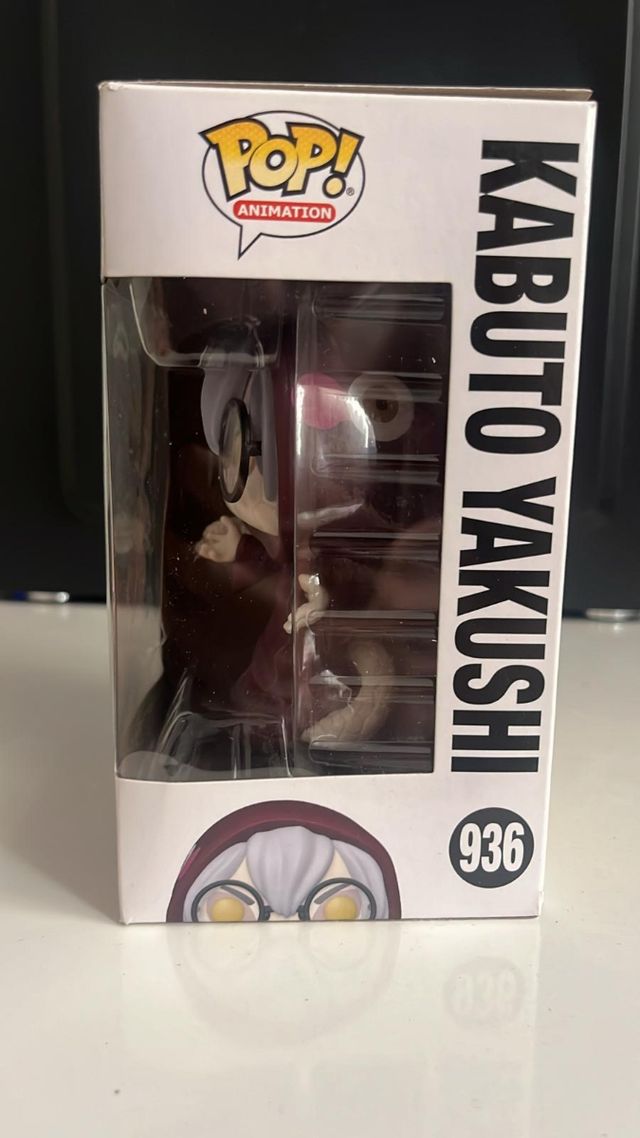 POP!
ANIMATION
KABUTO YAKUSHI
936